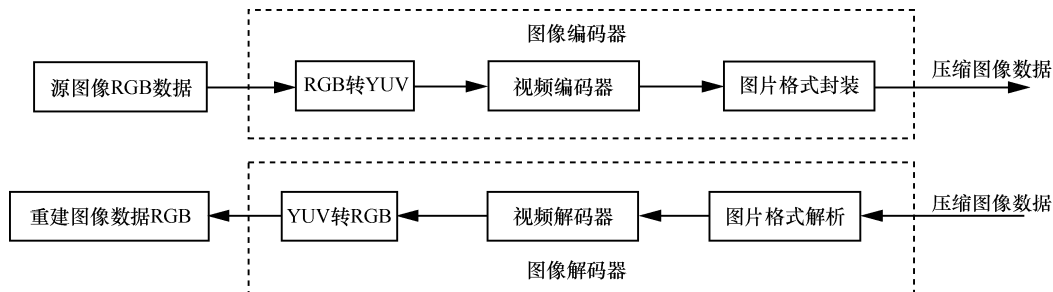 图像编码器
源图像RGB数据
RGB转YUV
视频编码器
图片格式封装
压缩图像数据
重建图像数据RGB
YUV转RGB
视频解码器
图片格式解析
压缩图像数据
图像解码器